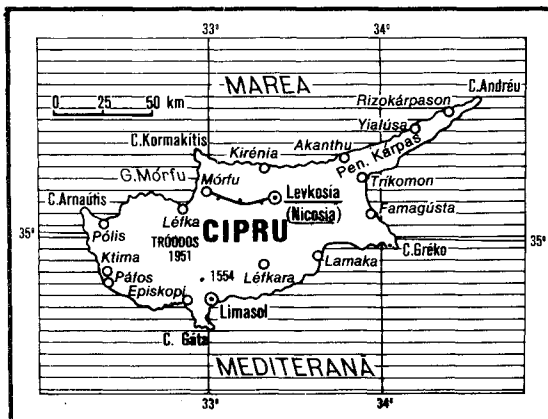 33° 34°
MAREA
C.Andréu
Rizokárpason
0 25 50 km
Yialúsa
C.Kormakítis
Akanthu
Pen. Kárpas
Kirénia
G.Mórfu
Mórfu
Trikomon
C.Arnaútis
Levkosía
(Nicosia)
Léfka
Famagústa
CIPRU
35° 35°
Pólis
TRÓODOS
1951
C.Gréko
Ktima
1554
Larnaka
Páfos
Léfkara
Episkopi
Limasol
C. Gáta
MEDITERANĂ
33° 34°